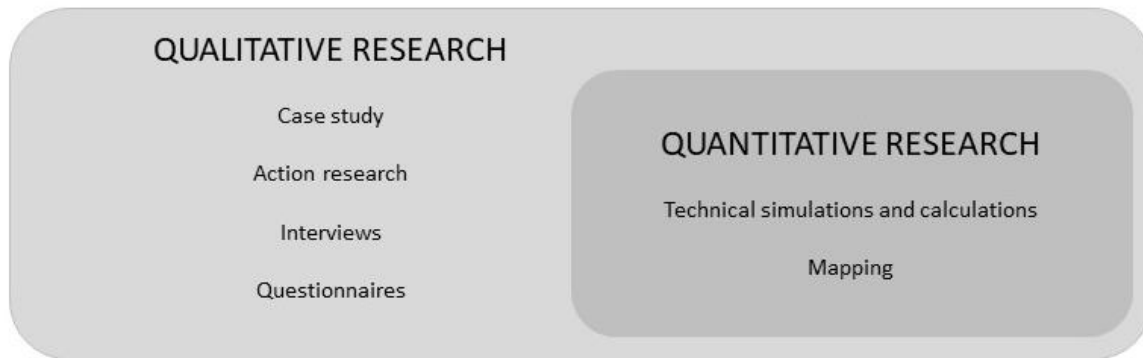 QUALITATIVE RESEARCH
Case study
Action research
Interviews
Questionnaires
QUANTITATIVE RESEARCH
Technical simulations and calculations
Mapping